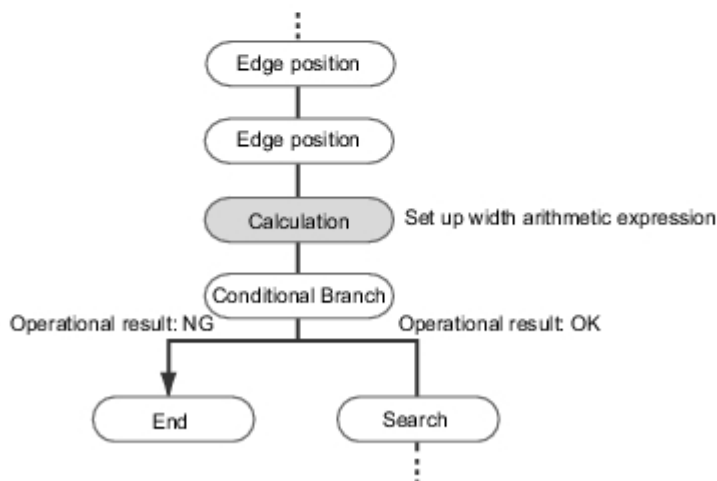 Edge position
Edge position
Calculation
Set up width arithmetic expression
Conditional Branch
Operational result: NG
Operational result: OK
End
Search